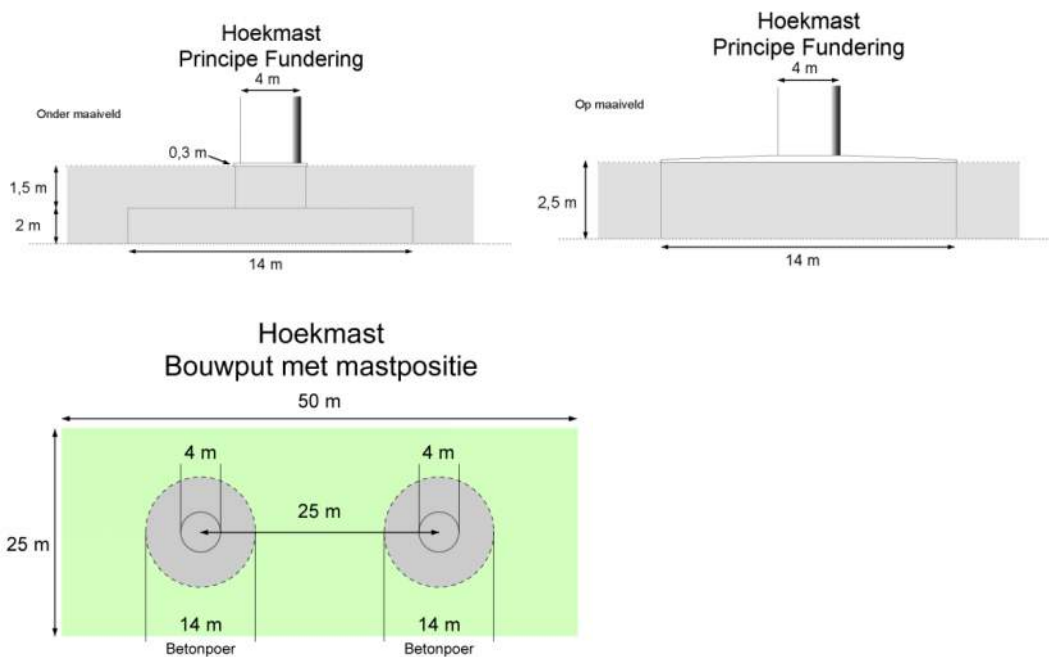 Hoekmast
Principe Fundering
4 m
Onder maaiveld
0,3 m
1,5 m
2 m
14 m
Hoekmast
Principe Fundering
4 m
Op maaiveld
2,5 m
14 m
Hoekmast
Bouwput met mastpositie
50 m
4 m 4 m
25 m
25 m
14 m 14 m
Betonpoer Betonpoer